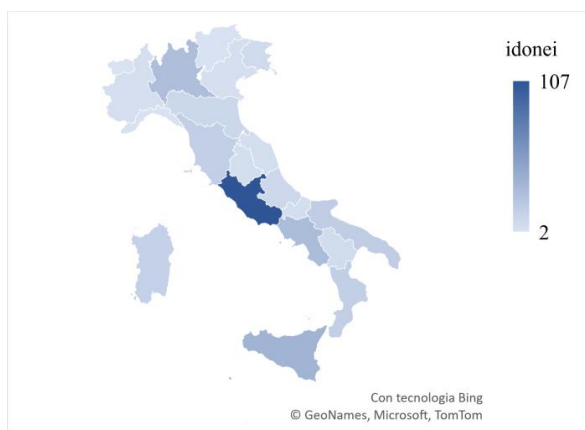 idonei
107
2
Con tecnologia Bing
© GeoNames, Microsoft, TomTom